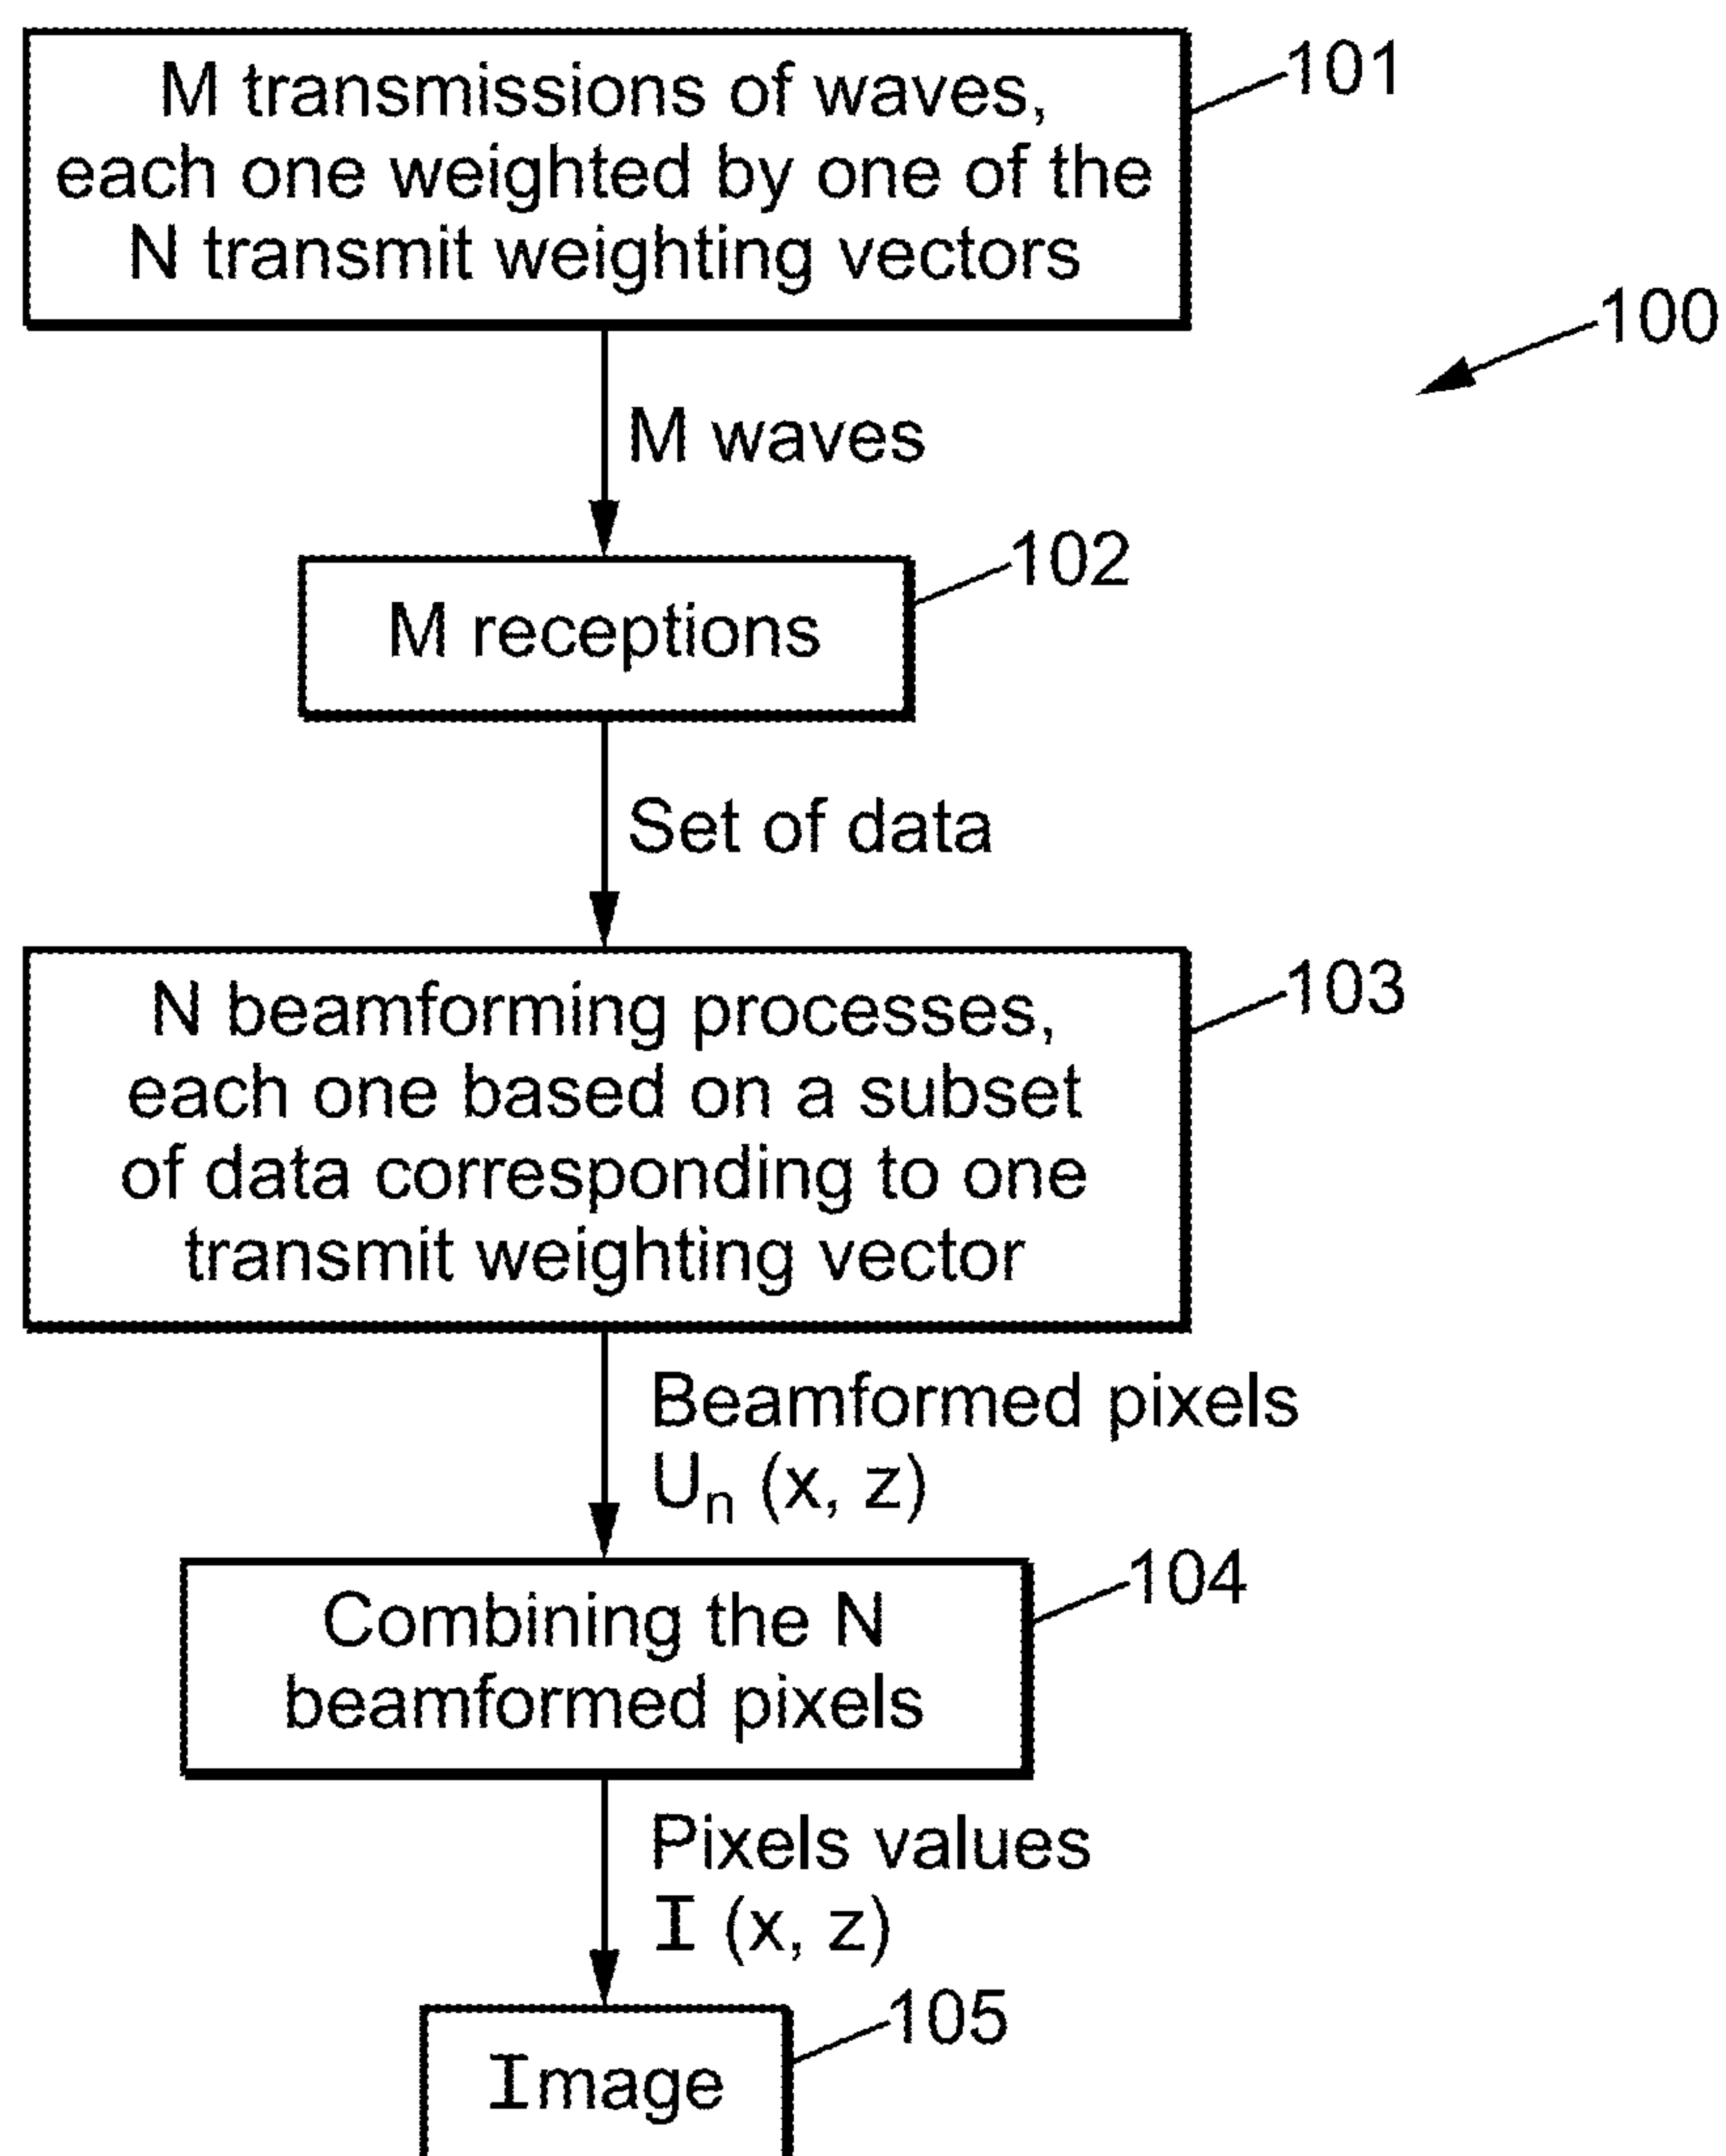 M transmissions of waves,
each one weighted by one of the
N transmit weighting vectors
101
100
M waves
M receptions
102
Set of data
N beamforming processes,
each one based on a subset
of data corresponding to one
transmit weighting vector
103
Beamformed pixels
Uₙ (x, z)
Combining the N
beamformed pixels
104
Pixels values
I (x, z)
Image
105